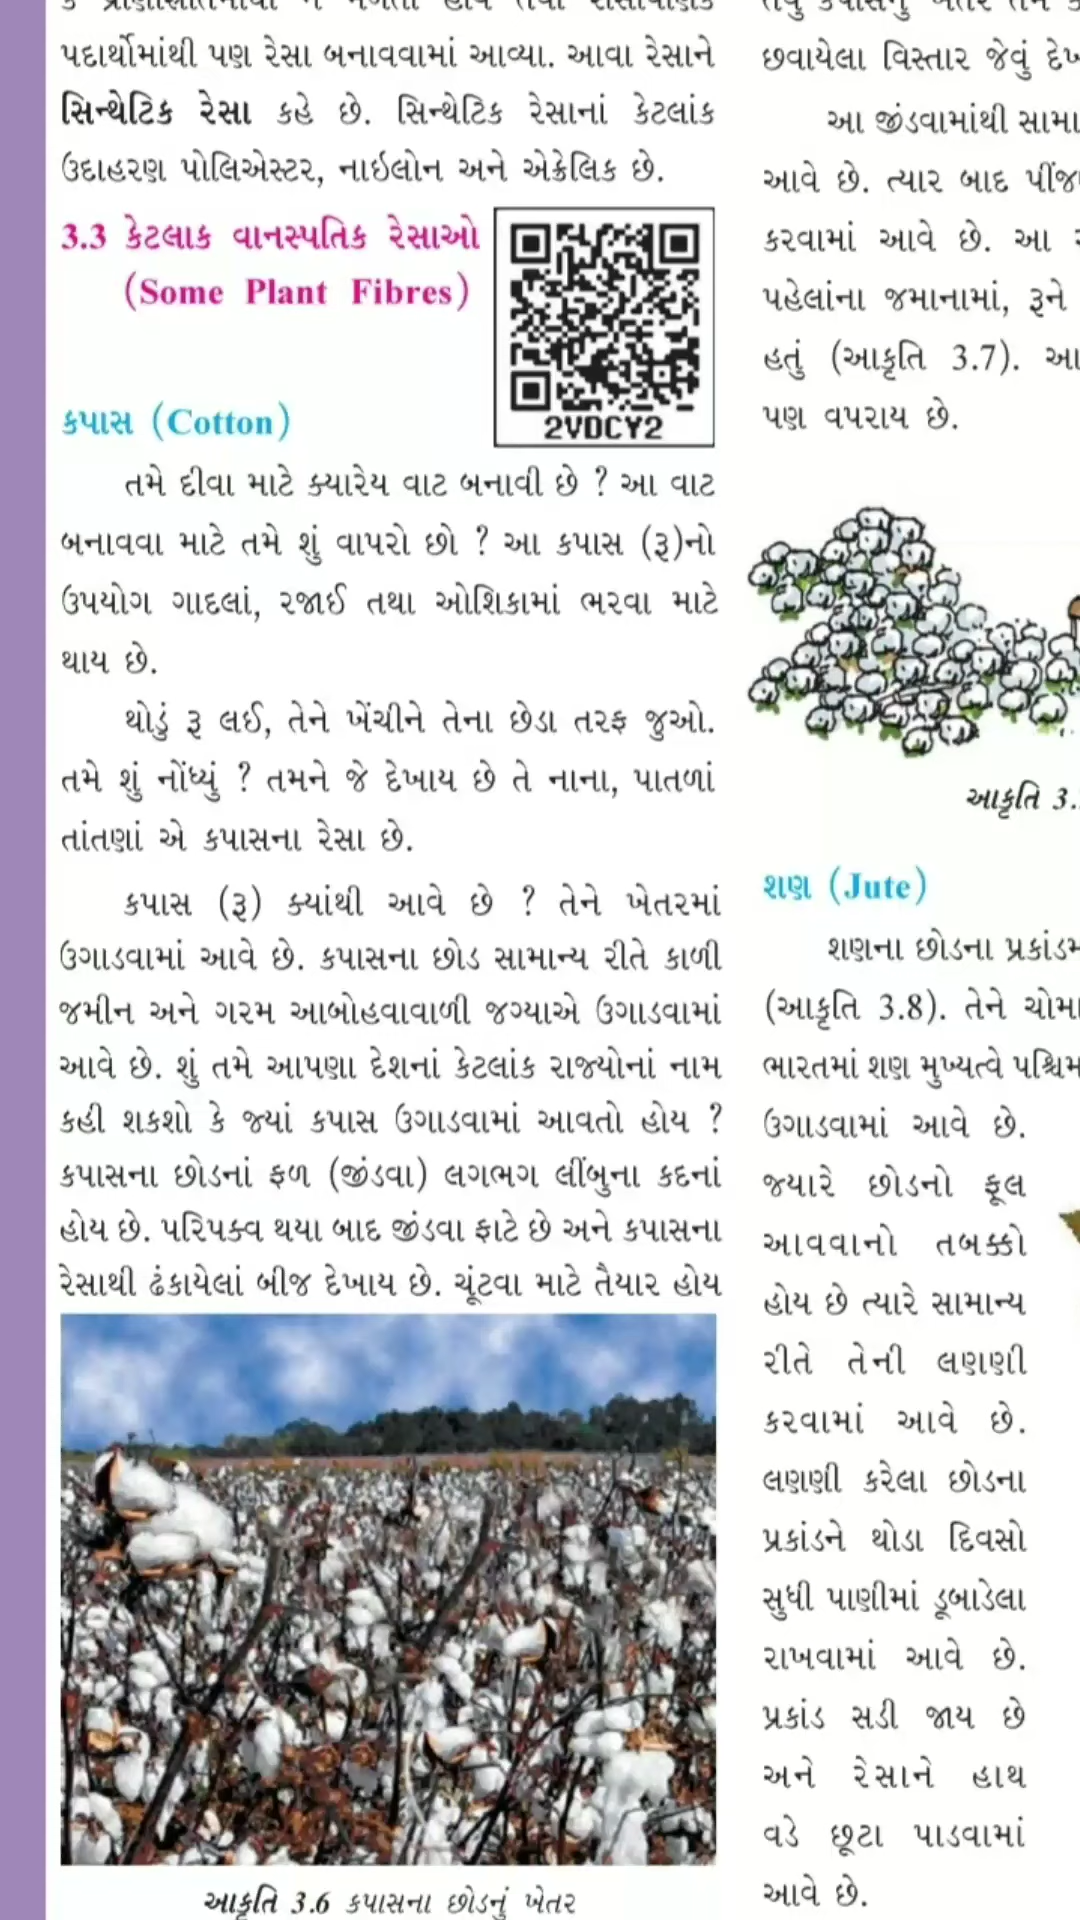 પદાર્થોમાંથી પણ રેસા બનાવવામાં આવ્યા. આવા રેસાને
સિન્થેટિક રેસા કહે છે. સિન્થેટિક રેસાનાં કેટલાંક
ઉદાહરણ પોલિએસ્ટર, નાઇલોન અને એક્રેલિક છે.
3.3 કેટલાક વાનસ્પતિક રેસાઓ
(Some Plant Fibres)
2VDCY2
કપાસ (Cotton)
તમે દીવા માટે ક્યારેય વાટ બનાવી છે ? આ વાટ
બનાવવા માટે તમે શું વાપરો છો ? આ કપાસ (રૂ)નો
ઉપયોગ ગાદલાં, રજાઈ તથા ઓશિકામાં ભરવા માટે
થાય છે.
થોડું રૂ લઈ, તેને ખેંચીને તેના છેડા તરફ જુઓ.
તમે શું નોંધ્યું ? તમને જે દેખાય છે તે નાના, પાતળાં
તાંતણાં એ કપાસના રેસા છે.
કપાસ (રૂ) ક્યાંથી આવે છે ? તેને ખેતરમાં
ઉગાડવામાં આવે છે. કપાસના છોડ સામાન્ય રીતે કાળી
જમીન અને ગરમ આબોહવાવાળી જગ્યાએ ઉગાડવામાં
આવે છે. શું તમે આપણા દેશનાં કેટલાંક રાજ્યોનાં નામ
કહી શકશો કે જ્યાં કપાસ ઉગાડવામાં આવતો હોય ?
કપાસના છોડનાં ફળ (જીંડવા) લગભગ લીંબુના કદનાં
હોય છે. પરિપક્વ થયા બાદ જીંડવા ફાટે છે અને કપાસના
રેસાથી ઢંકાયેલાં બીજ દેખાય છે. ચૂંટવા માટે તૈયાર હોય
આકૃતિ 3.6 કપાસના છોડનું ખેતર
છવાયેલા વિસ્તાર જેવું
આ જીંડવામાંથી
આવે છે. ત્યાર બાદ
કરવામાં આવે છે. આ
પહેલાંના જમાનામાં, રૂને
હતું (આકૃતિ 3.7).
પણ વપરાય છે.
આકૃતિ
શણ (Jute)
શણના છોડના
(આકૃતિ 3.8). તેને
ભારતમાં શણ મુખ્યત્વે
ઉગાડવામાં આવે છે.
જ્યારે છોડનો ફૂલ
આવવાનો તબક્કો
હોય છે ત્યારે સામાન્ય
રીતે તેની લણણી
કરવામાં આવે છે.
લણણી કરેલા છોડના
પ્રકાંડને થોડા દિવસો
સુધી પાણીમાં ડૂબાડેલા
રાખવામાં આવે છે.
પ્રકાંડ સડી જાય છે
અને રેસાને હાથ
વડે છૂટા પાડવામાં
આવે છે.